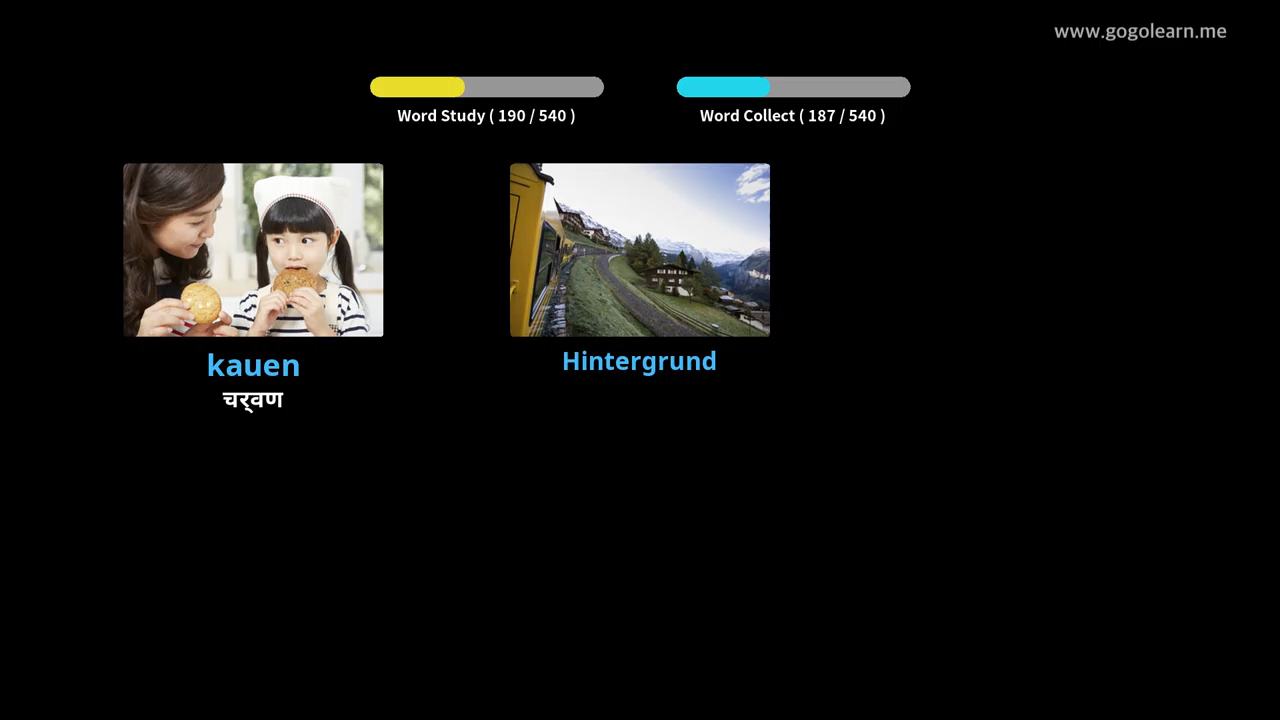 www.gogolearn.me
Word Study ( 190 / 540 )
Word Collect ( 187 / 540 )
kauen
चर्‌वण
Hintergrund